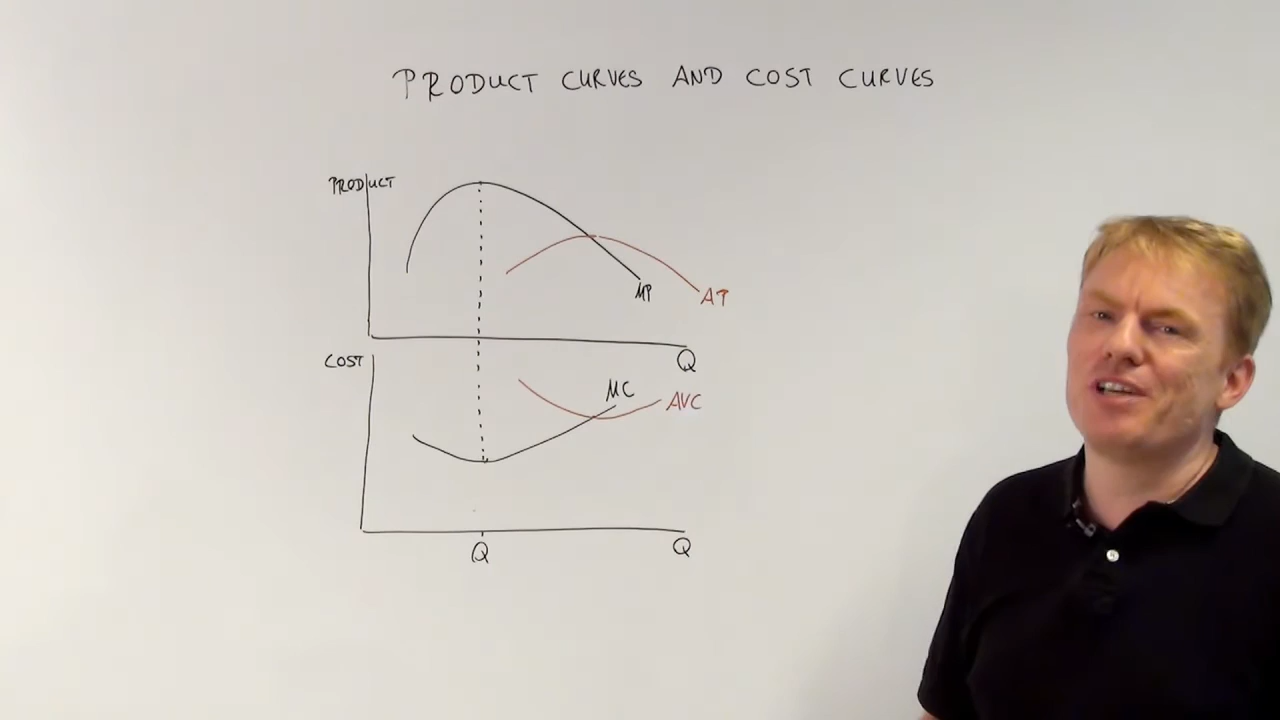 PRODUCT CURVES AND COST CURVES
PRODUCT
MP
AP
Q
COST
MC
AVC
Q
Q